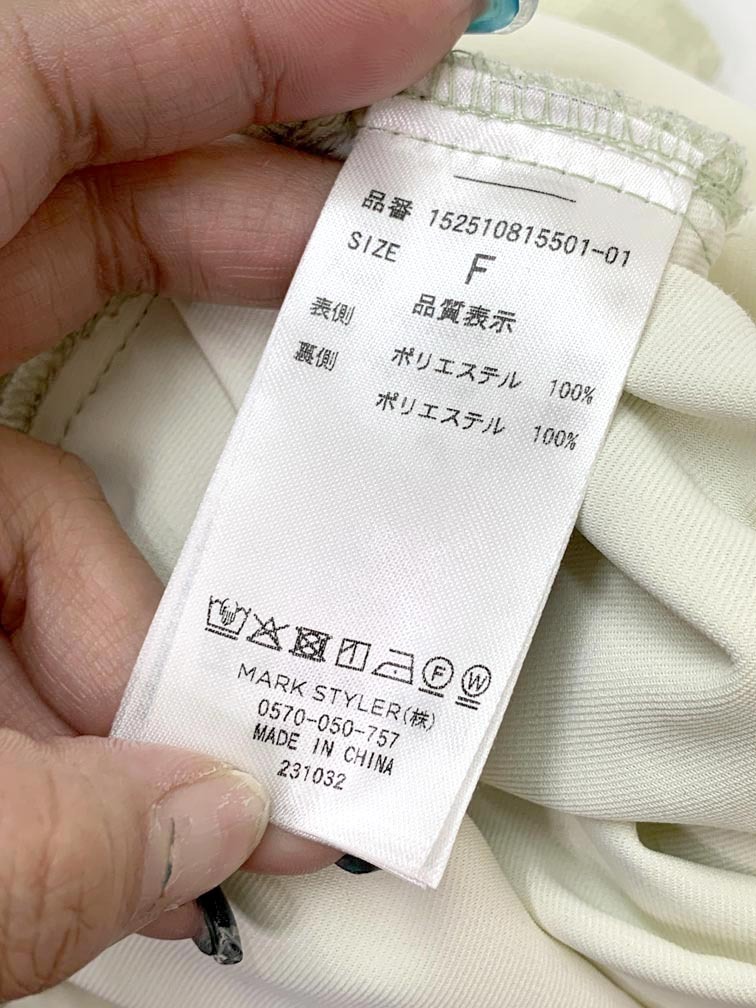 品番 152510815501-01
SIZE F
品質表示
表側 ポリエステル 100%
裏側 ポリエステル 100%
F W
MARK STYLER(株)
0570-050-757
MADE IN CHINA
231032